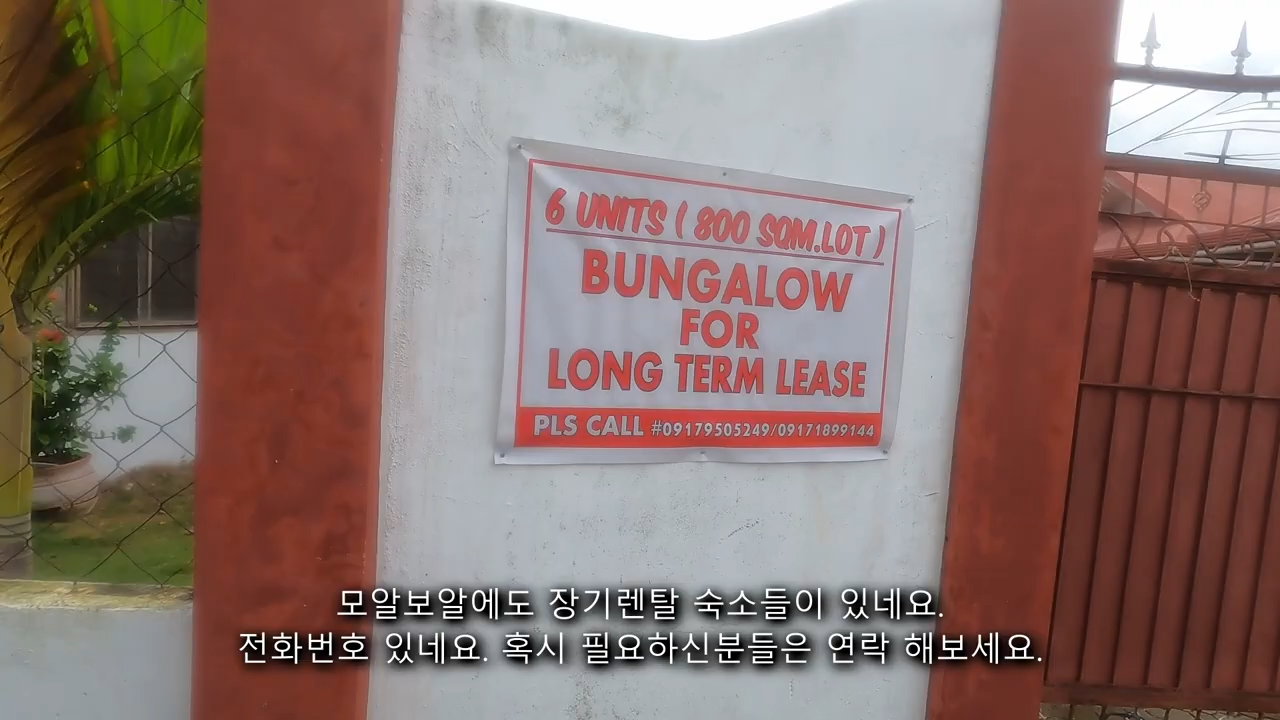 6 UNITS ( 800 SQM.LOT )
BUNGALOW
FOR
LONG TERM LEASE
PLS CALL #09179505249/09171899144
모알보알에도 장기렌탈 숙소들이 있네요.
전화번호 있네요. 혹시 필요하신분들은 연락 해보세요.